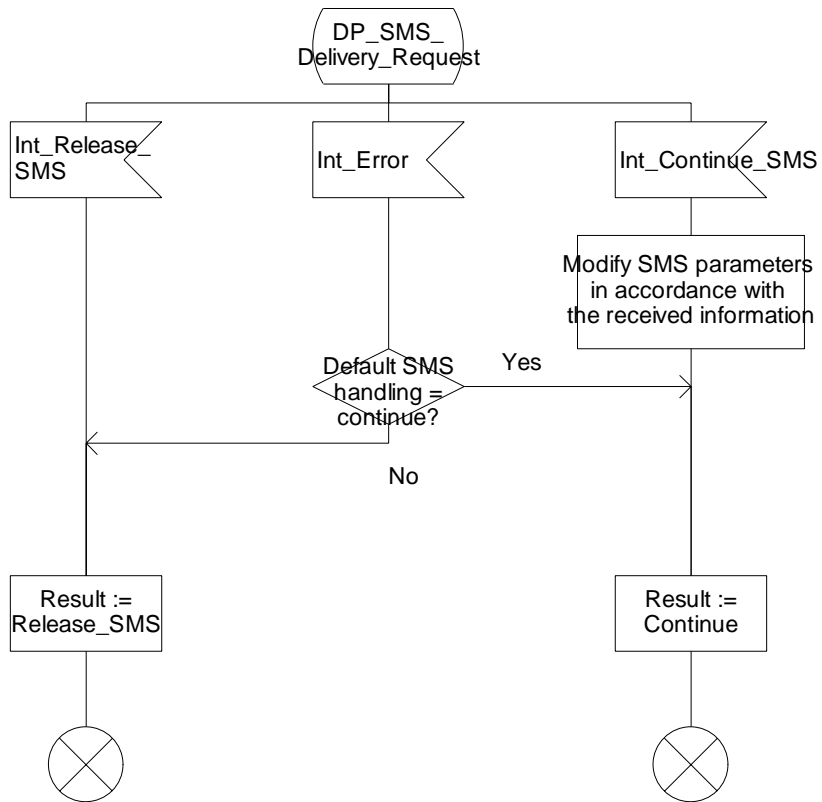 DP_SMS_
Delivery_Request
Int_Release_
SMS
Int_Error
Int_Continue_SMS
Modify SMS parameters
in accordance with
the received information
Default SMS
handling =
continue?
Yes
No
Result :=
Release_SMS
Result :=
Continue